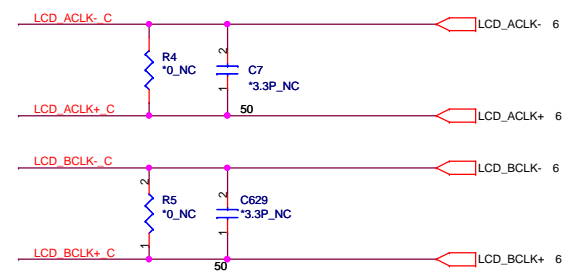 LCD_ACLK-_C
LCD_ACLK- 6
R4
*0_NC
2
C7
*3.3P_NC
1
LCD_ACLK+_C
50
LCD_ACLK+ 6
LCD_BCLK-_C
LCD_BCLK- 6
2
R5
*0_NC
1
2
C629
*3.3P_NC
1
LCD_BCLK+_C
50
LCD_BCLK+ 6